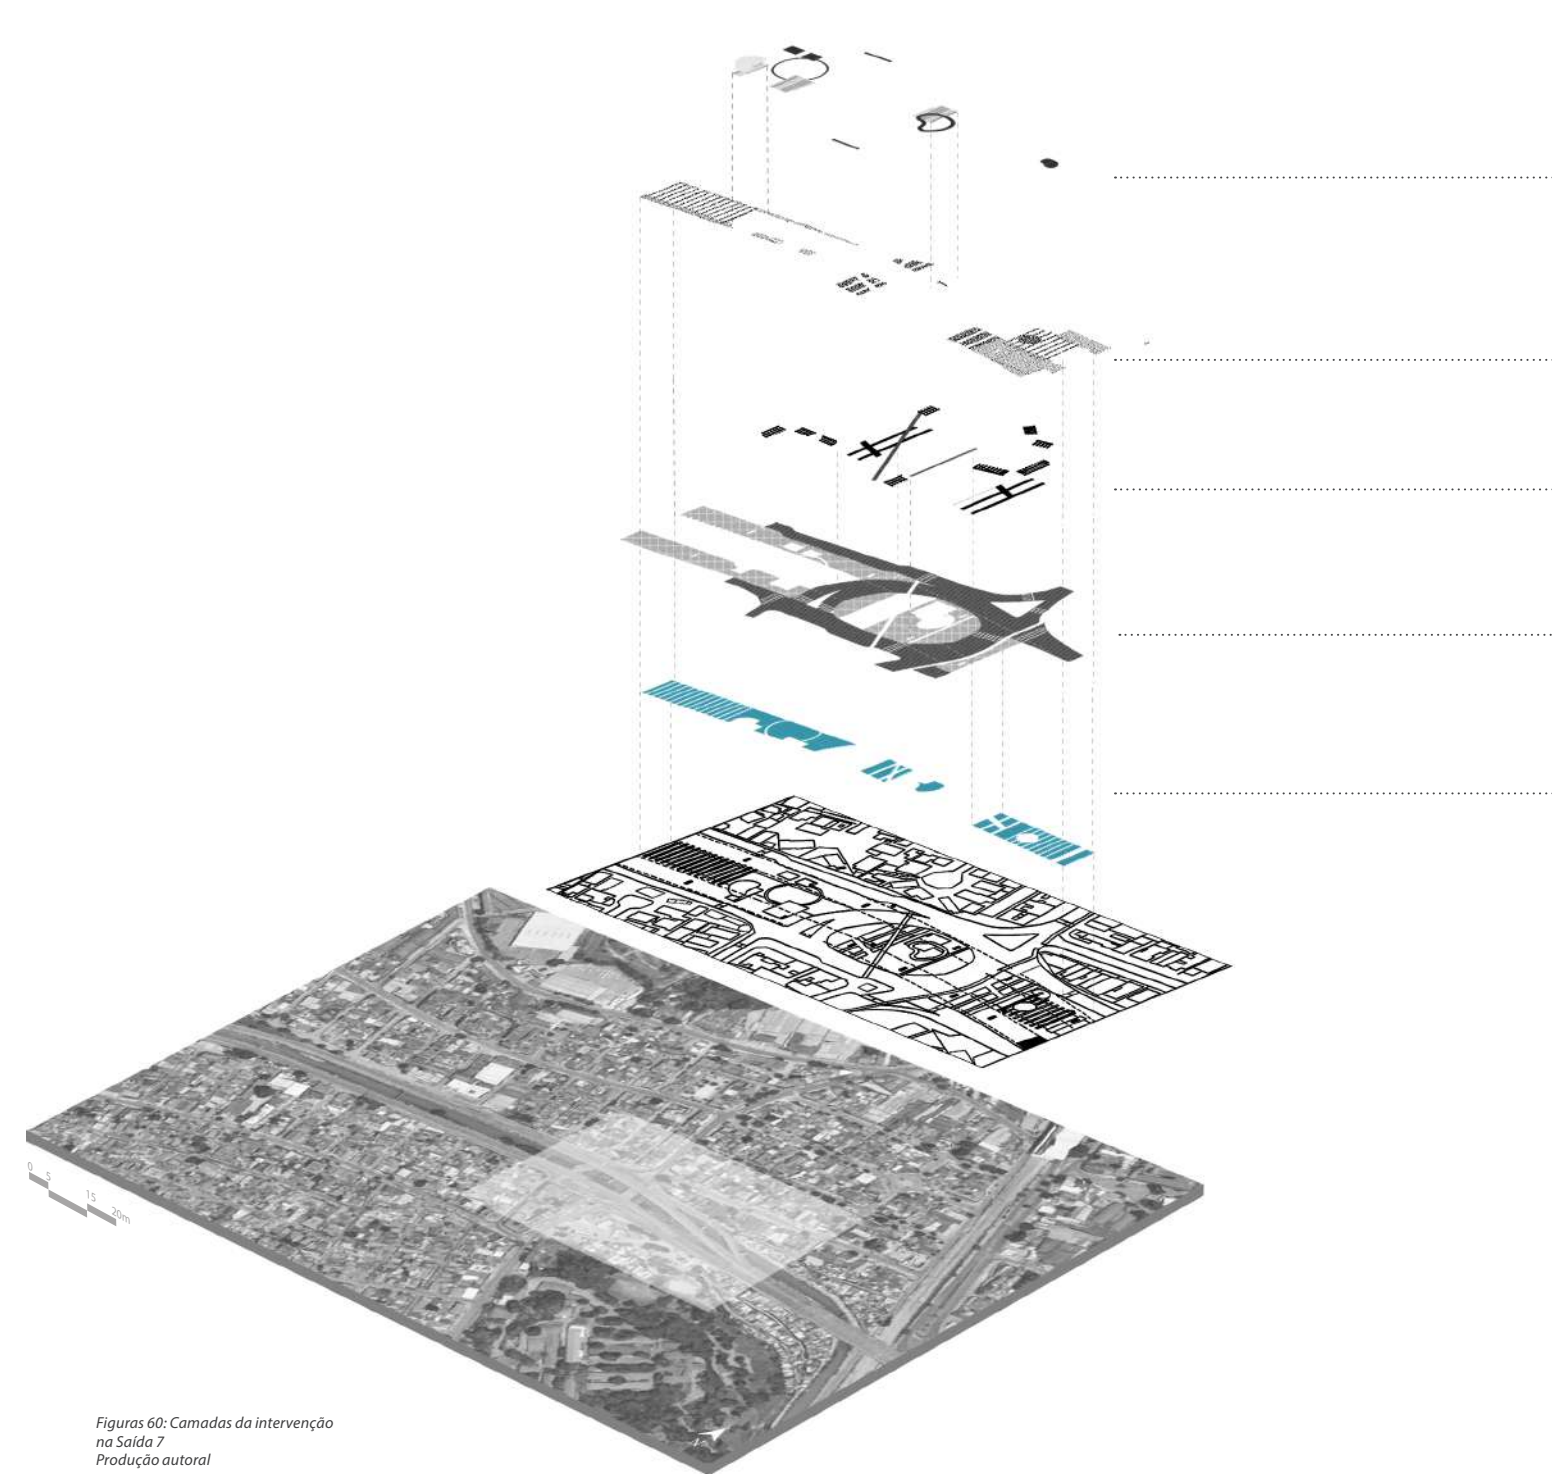 0
5
15
20m
N
Figuras 60: Camadas da intervenção
na Saída 7
Produção autoral